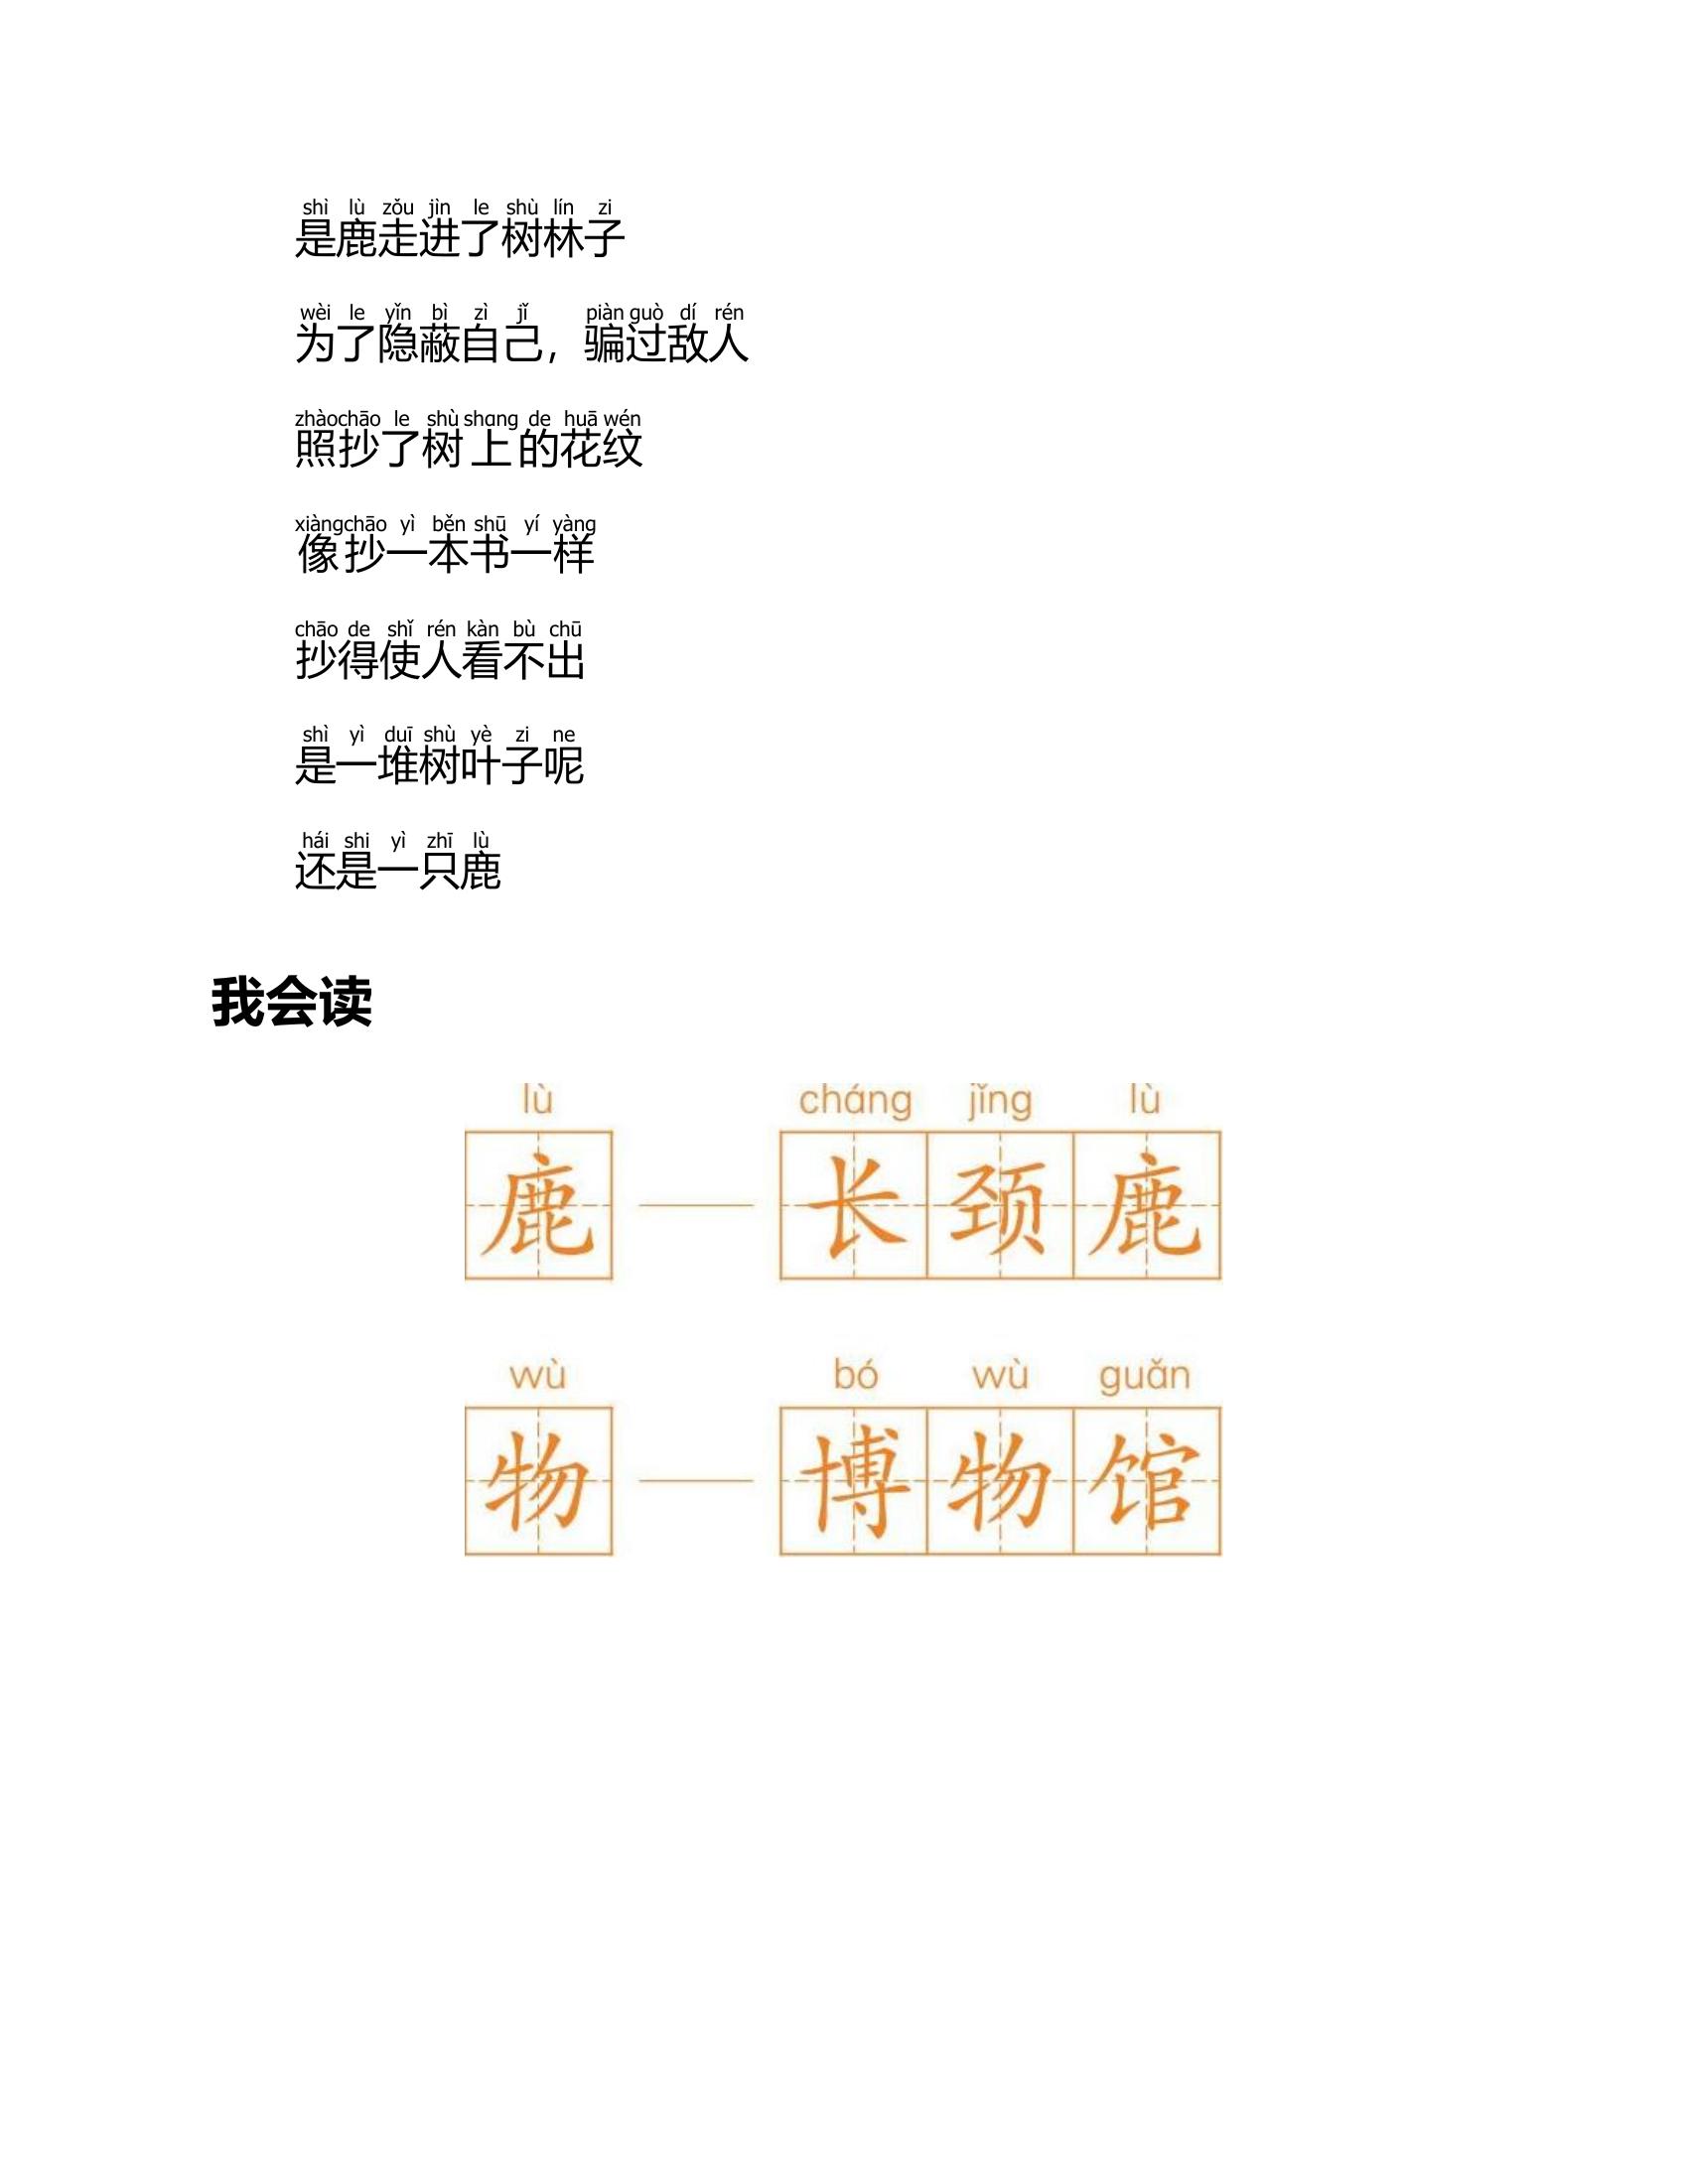 shì lù zǒu jìn le shù lín zi
是鹿走进了树林子
wèi le yǐn bì zì jǐ piàn guò dí rén
为了隐蔽自己，骗过敌人
zhào chāo le shù shang de huā wén
照抄了树上的花纹
xiàng chāo yì běn shū yí yàng
像抄一本书一样
chāo de shǐ rén kàn bù chū
抄得使人看不出
shì yì duī shù yè zi ne
是一堆树叶子呢
hái shi yì zhī lù
还是一只鹿
我会读
lù cháng jǐng lù
鹿——长颈鹿
wù bó wù guǎn
物——博物馆